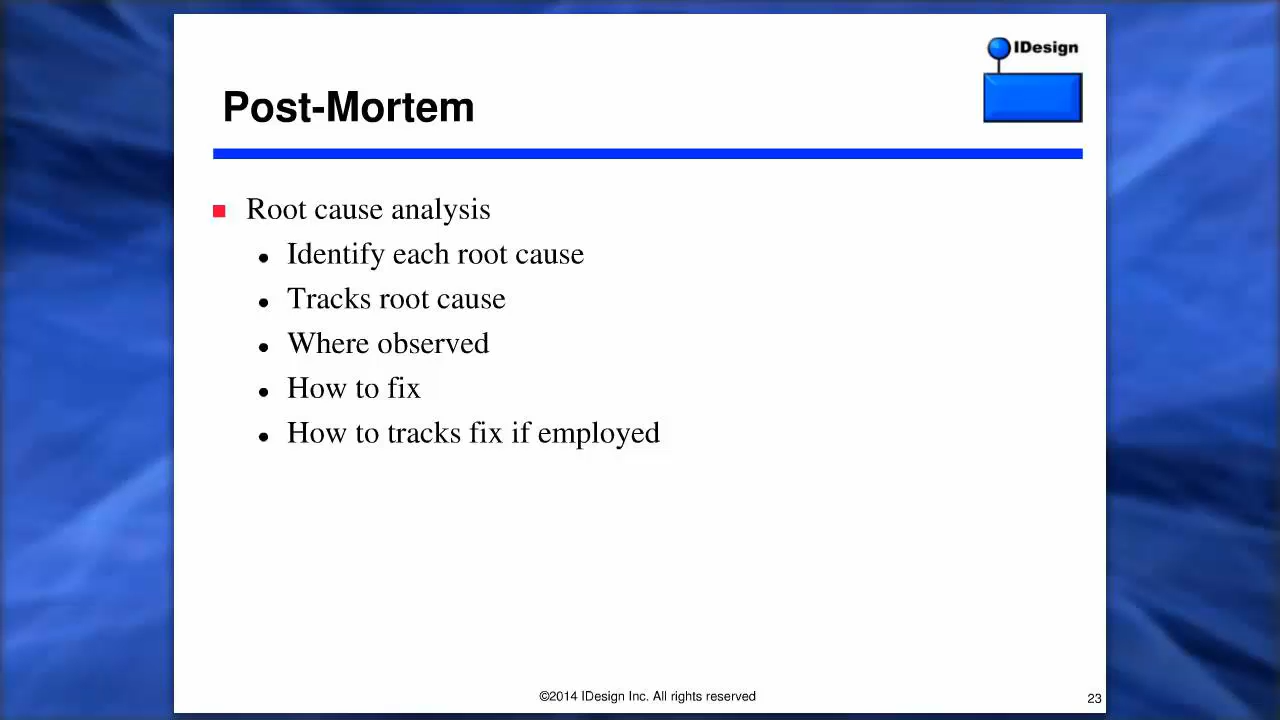 IDesign
Post-Mortem
Root cause analysis
Identify each root cause
Tracks root cause
Where observed
How to fix
How to tracks fix if employed
©2014 IDesign Inc. All rights reserved
23